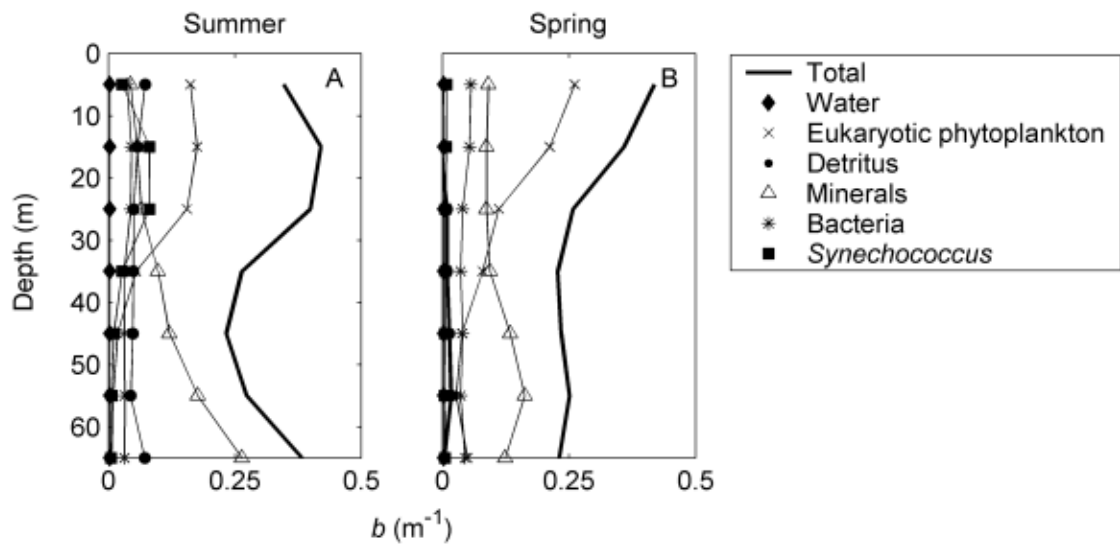 Summer
Spring
0
10
20
30
40
50
60
Depth (m)
A
B
0
0.25
0.5
0
0.25
0.5
b (m⁻¹)
Total
Water
Eukaryotic phytoplankton
Detritus
Minerals
Bacteria
Synechococcus